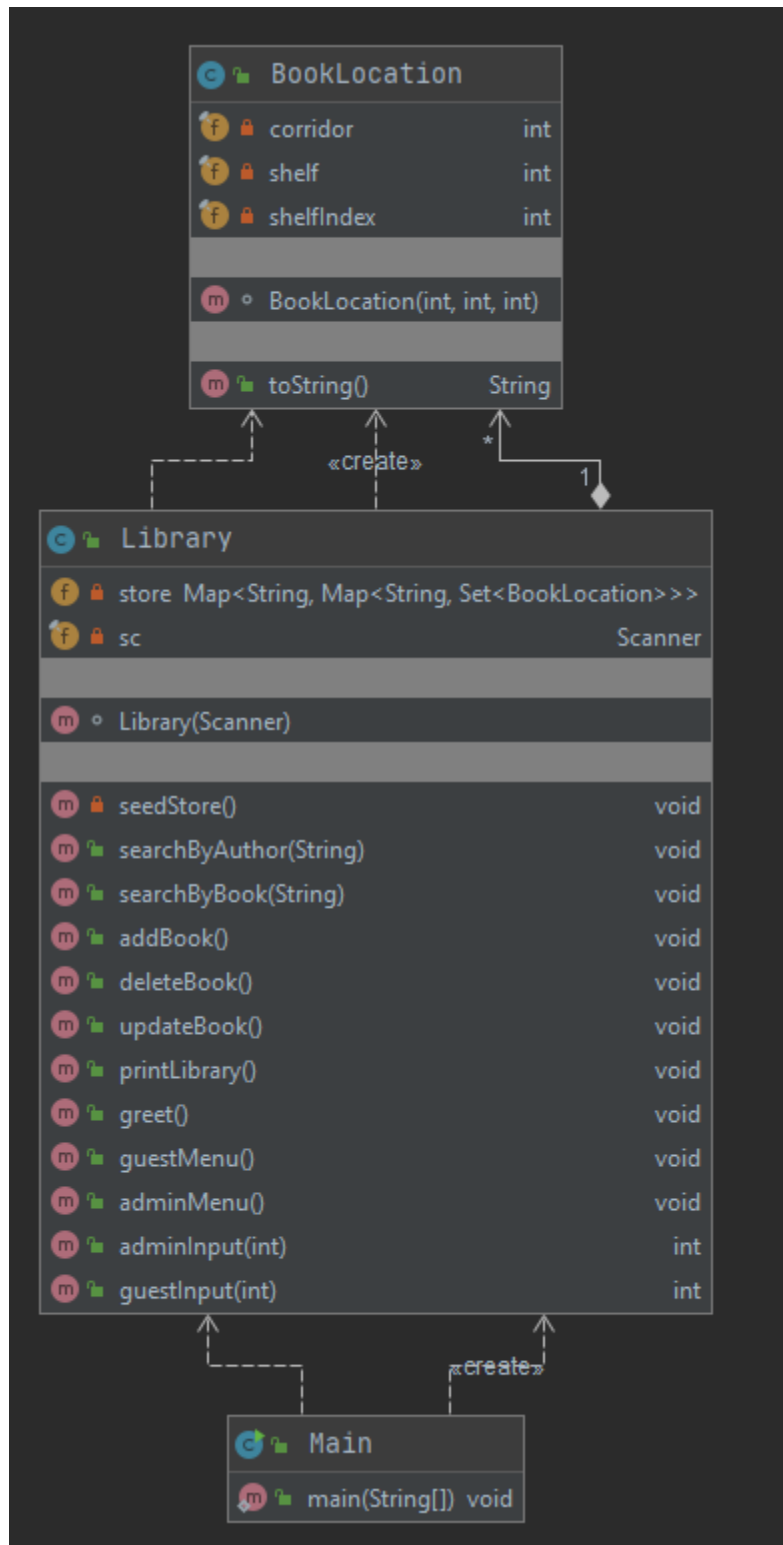 BookLocation
corridor int
shelf int
shelfIndex int
BookLocation(int, int, int)
toString() String
«create»
*
1
Library
store Map<String, Map<String, Set<BookLocation>>>
sc Scanner
Library(Scanner)
seedStore() void
searchByAuthor(String) void
searchByBook(String) void
addBook() void
deleteBook() void
updateBook() void
printLibrary() void
greet() void
guestMenu() void
adminMenu() void
adminInput(int) int
guestInput(int) int
«create»
Main
main(String[]) void